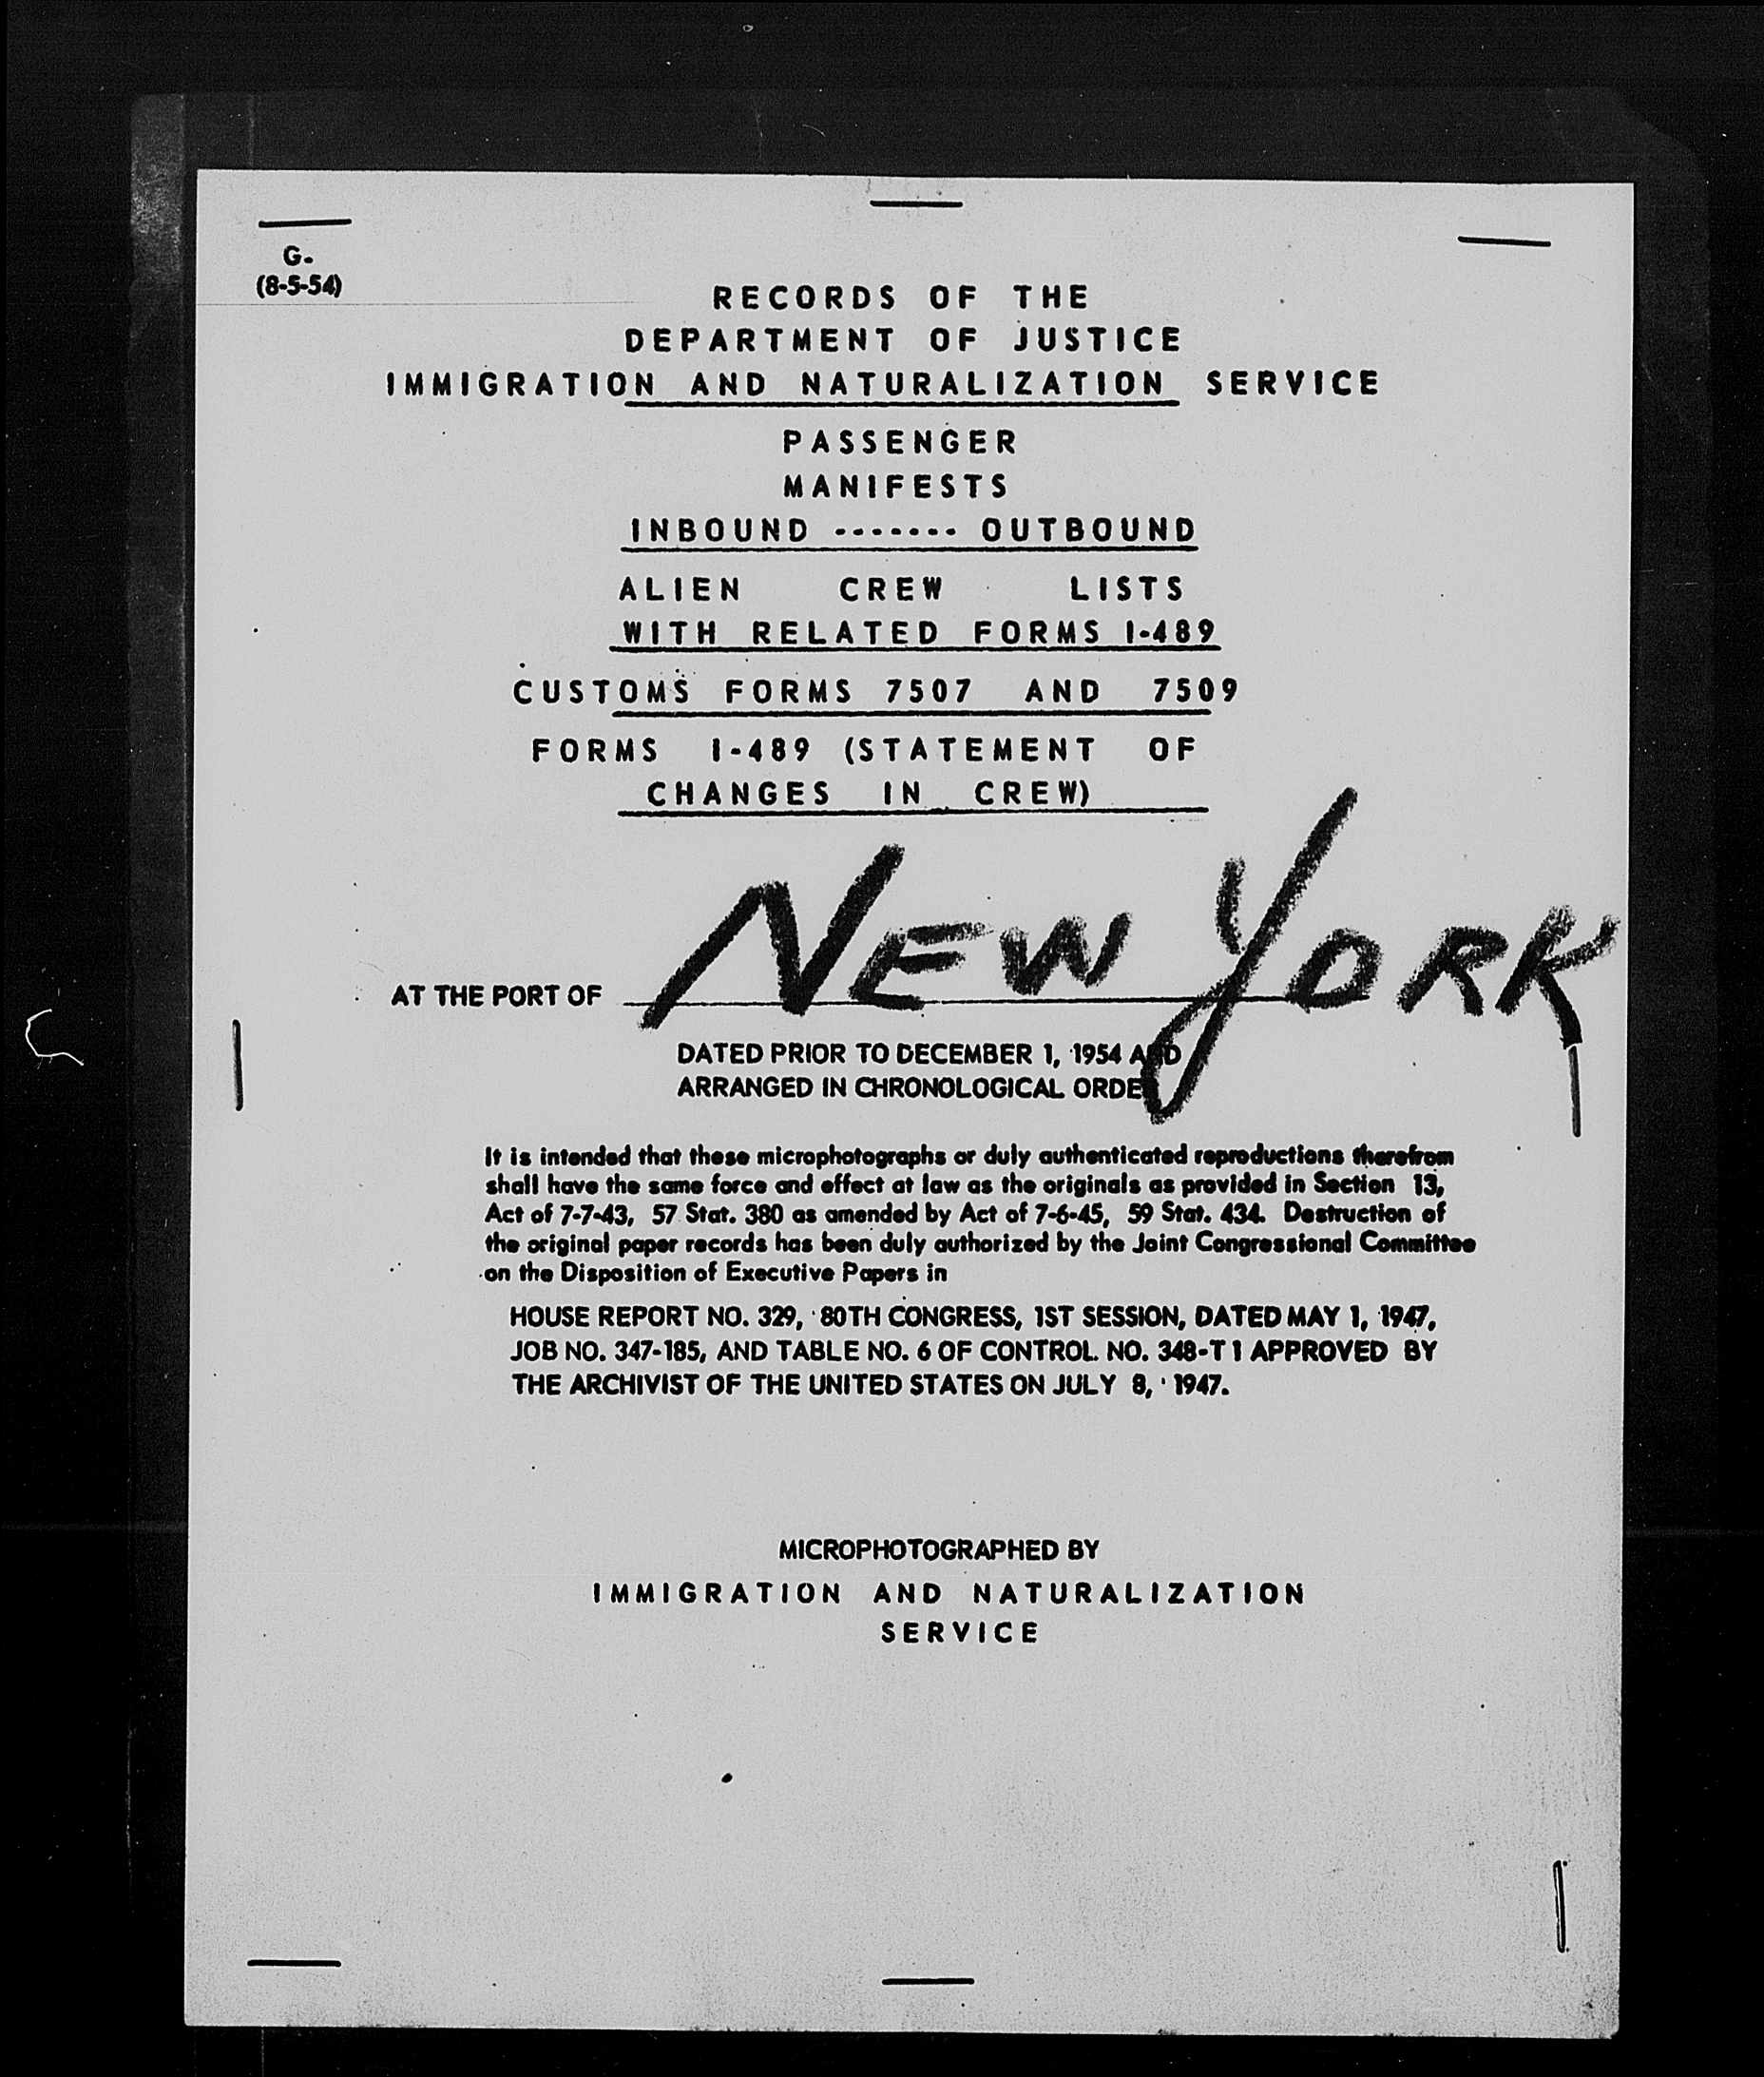 G.
(8-5-54)
RECORDS OF THE
DEPARTMENT OF JUSTICE
IMMIGRATION AND NATURALIZATION SERVICE
PASSENGER
MANIFESTS
INBOUND ------- OUTBOUND
ALIEN CREW LISTS
WITH RELATED FORMS I-489
CUSTOMS FORMS 7507 AND 7509
FORMS I-489 (STATEMENT OF
CHANGES IN CREW)
AT THE PORT OF NEW YORK
DATED PRIOR TO DECEMBER 1, 1954 AND
ARRANGED IN CHRONOLOGICAL ORDER
It is intended that these microphotographs or duly authenticated reproductions therefrom
shall have the same force and effect at law as the originals as provided in Section 13,
Act of 7-7-43, 57 Stat. 380 as amended by Act of 7-6-45, 59 Stat. 434. Destruction of
the original paper records has been duly authorized by the Joint Congressional Committee
on the Disposition of Executive Papers in
HOUSE REPORT NO. 329, 80TH CONGRESS, 1ST SESSION, DATED MAY 1, 1947,
JOB NO. 347-185, AND TABLE NO. 6 OF CONTROL NO. 348-T1 APPROVED BY
THE ARCHIVIST OF THE UNITED STATES ON JULY 8, 1947.
MICROPHOTOGRAPHED BY
IMMIGRATION AND NATURALIZATION
SERVICE